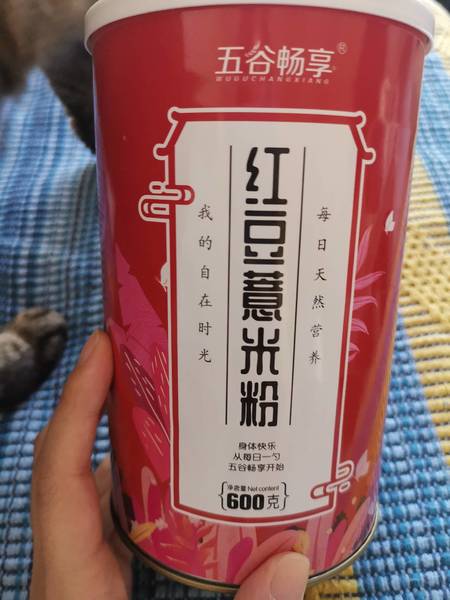 五谷畅享®
WUGUCHANGXIANG
每日天然营养
红豆薏米粉
我的自在时光
身体快乐
从每日一勺
五谷畅享开始
净含量 Net content
600克